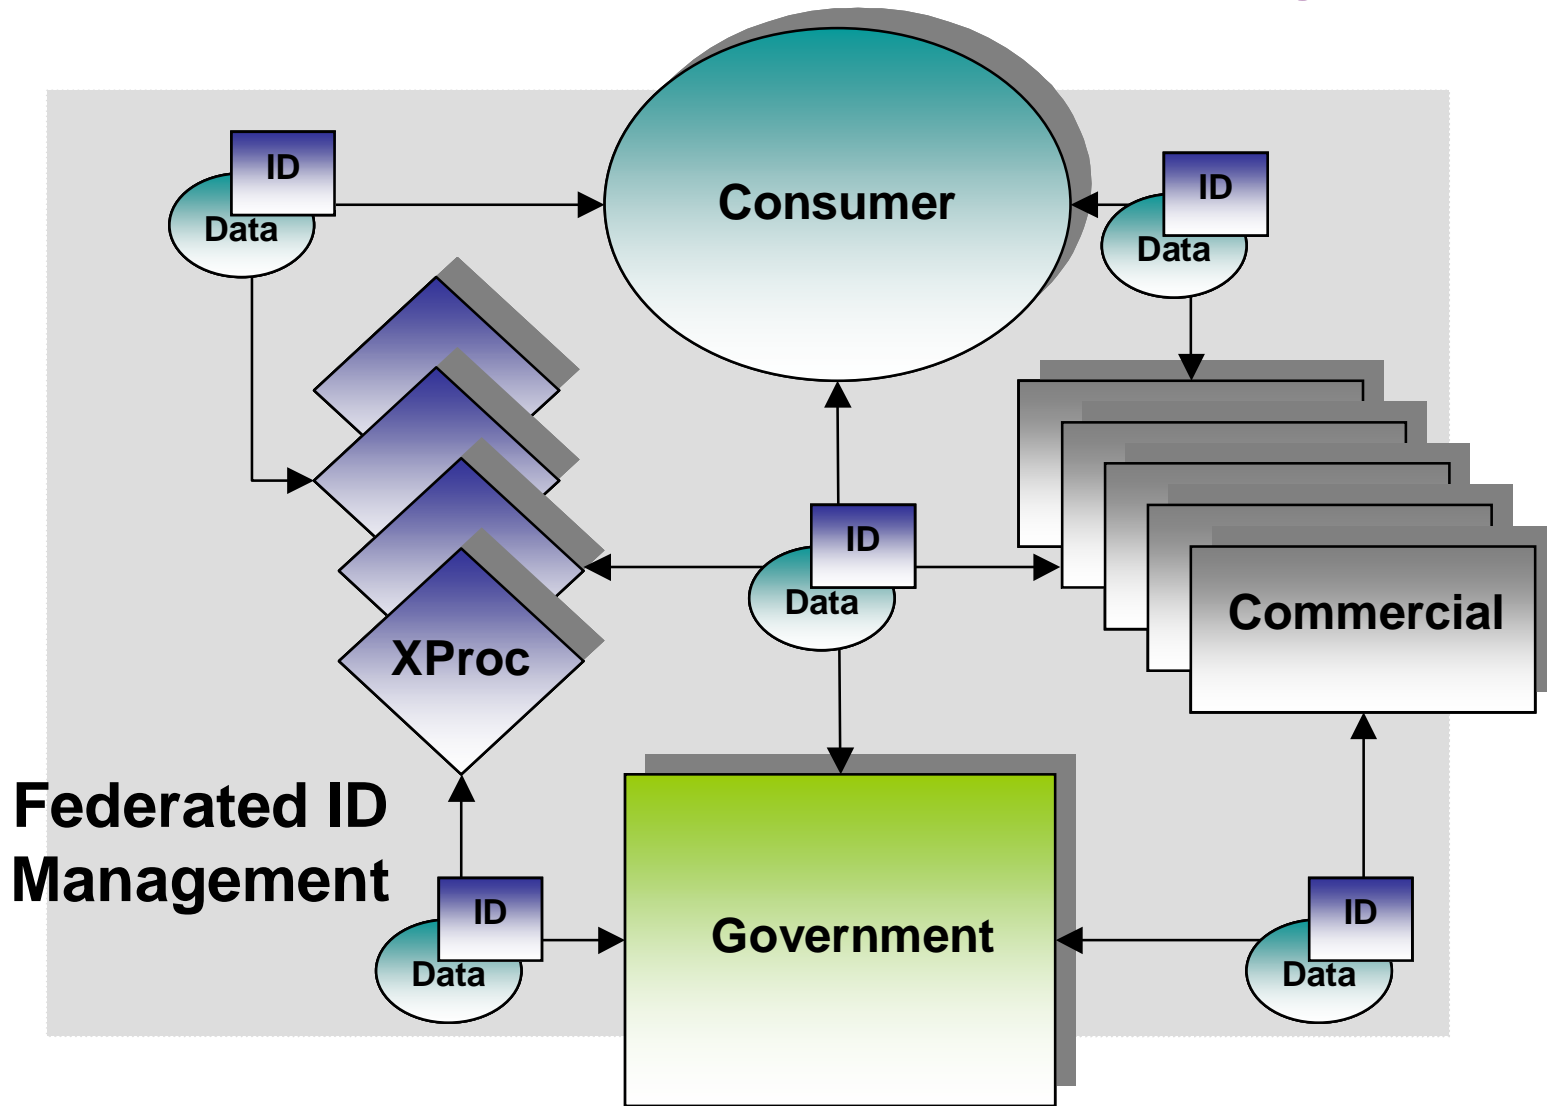 ID
Data
Consumer
ID
Data
ID
Data
Commercial
XProc
Federated ID
Management
ID
Data
Government
ID
Data